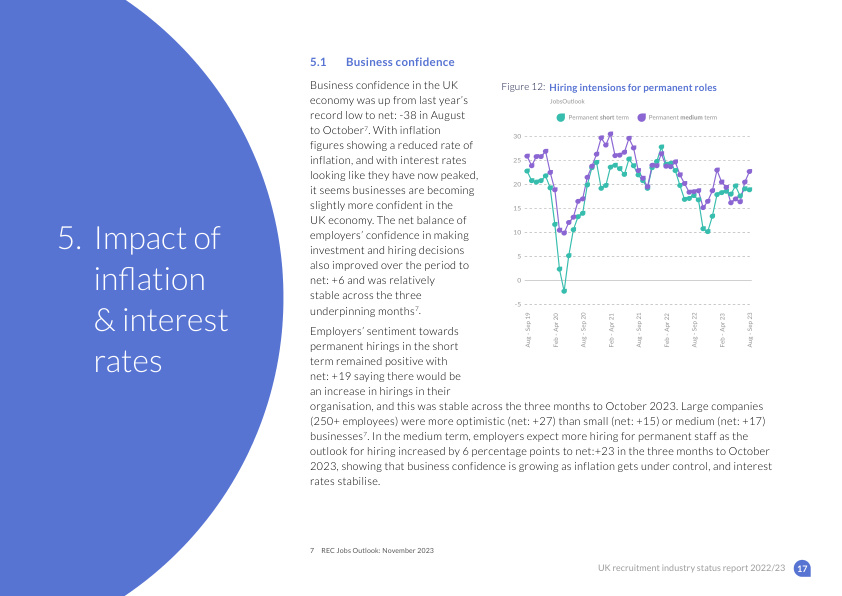 5. Impact of
inflation
& interest
rates
5.1 Business confidence
Business confidence in the UK
economy was up from last year's
record low to net: -38 in August
to October⁷. With inflation
figures showing a reduced rate of
inflation, and with interest rates
looking like they have now peaked,
it seems businesses are becoming
slightly more confident in the
UK economy. The net balance of
employers' confidence in making
investment and hiring decisions
also improved over the period to
net: +6 and was relatively
stable across the three
underpinning months⁷.
Employers' sentiment towards
permanent hirings in the short
term remained positive with
net: +19 saying there would be
an increase in hirings in their
organisation, and this was stable across the three months to October 2023. Large companies
(250+ employees) were more optimistic (net: +27) than small (net: +15) or medium (net: +17)
businesses⁷. In the medium term, employers expect more hiring for permanent staff as the
outlook for hiring increased by 6 percentage points to net:+23 in the three months to October
2023, showing that business confidence is growing as inflation gets under control, and interest
rates stabilise.
Figure 12: Hiring intensions for permanent roles
JobsOutlook
Permanent short term Permanent medium term
30
25
20
15
10
5
0
-5
Aug - Sep 19
Feb - Apr 20
Aug - Sep 20
Feb - Apr 21
Aug - Sep 21
Feb - Apr 22
Aug - Sep 22
Feb - Apr 23
Aug - Sep 23
7 REC Jobs Outlook: November 2023
UK recruitment industry status report 2022/23 17